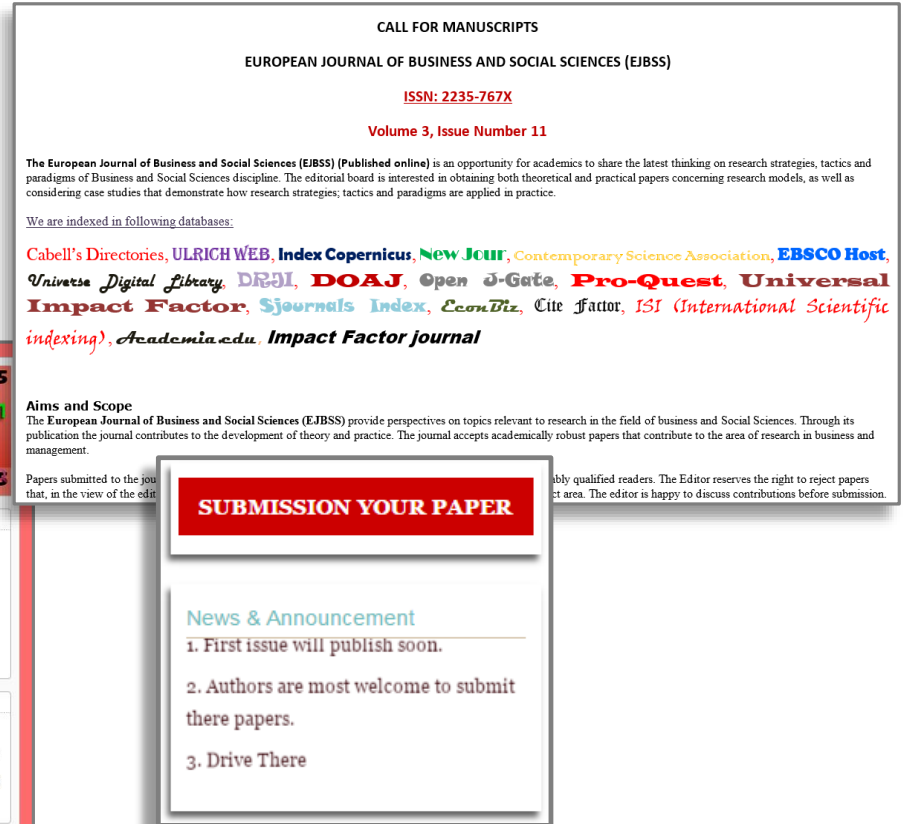 CALL FOR MANUSCRIPTS
EUROPEAN JOURNAL OF BUSINESS AND SOCIAL SCIENCES (EJBSS)
ISSN: 2235-767X
Volume 3, Issue Number 11
The European Journal of Business and Social Sciences (EJBSS) (Published online) is an opportunity for academics to share the latest thinking on research strategies, tactics and
paradigms of Business and Social Sciences discipline. The editorial board is interested in obtaining both theoretical and practical papers concerning research models, as well as
considering case studies that demonstrate how research strategies; tactics and paradigms are applied in practice.
We are indexed in following databases:
Cabell's Directories, ULRICH WEB, Index Copernicus, New Jour, Contemporary Science Association, EBSCO Host,
Universe Digital Library, DRJI, DOAJ, Open J-Gate, Pro-Quest, Universal
Impact Factor, Sjournals Index, EconBiz, Cite Factor, ISI (International Scientific
indexing), Academia.edu, Impact Factor journal
Aims and Scope
The European Journal of Business and Social Sciences (EJBSS) provide perspectives on topics relevant to research in the field of business and Social Sciences. Through its
publication the journal contributes to the development of theory and practice. The journal accepts academically robust papers that contribute to the area of research in business and
management.
Papers submitted to the jou bly qualified readers. The Editor reserves the right to reject papers
that, in the view of the edit ct area. The editor is happy to discuss contributions before submission.
SUBMISSION YOUR PAPER
News & Announcement
1. First issue will publish soon.
2. Authors are most welcome to submit
there papers.
3. Drive There